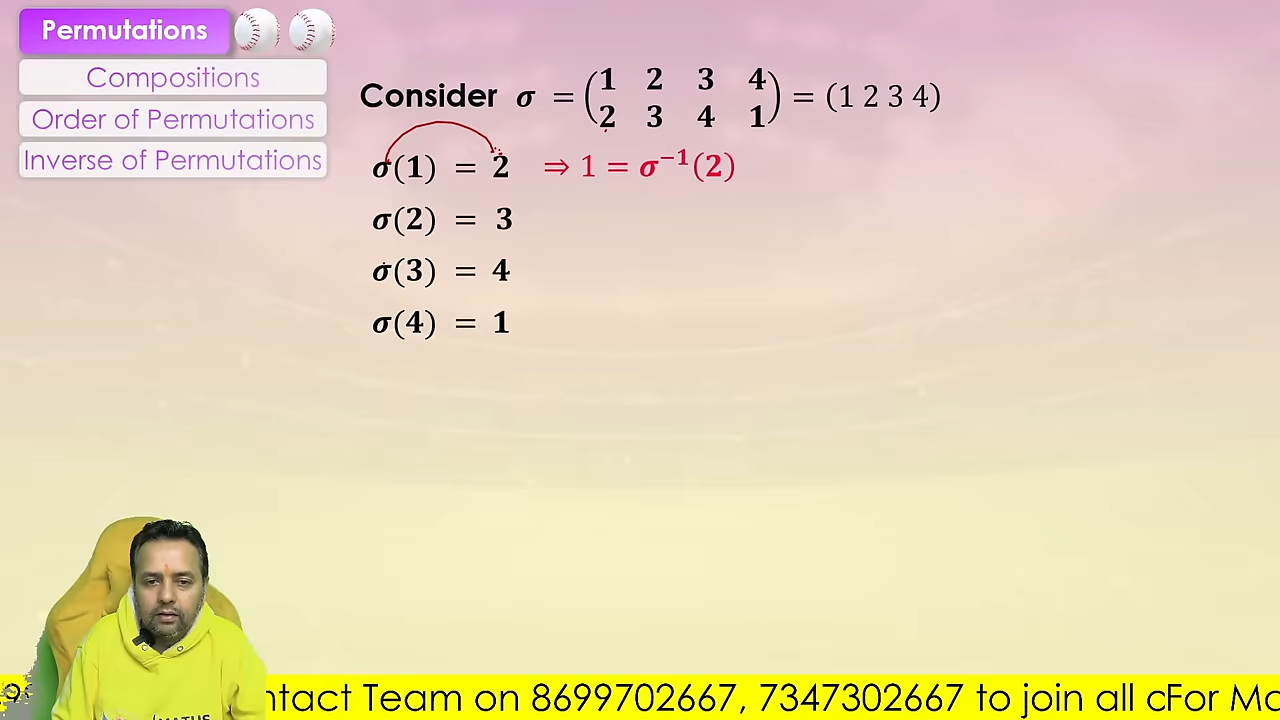 Permutations
Compositions
Order of Permutations
Inverse of Permutations
Consider σ = (1 2 3 4 / 2 3 4 1) = (1 2 3 4)
σ(1) = 2 ⇒ 1 = σ⁻¹(2)
σ(2) = 3
σ(3) = 4
σ(4) = 1
ntact Team on 8699702667, 7347302667 to join all cFor Ma